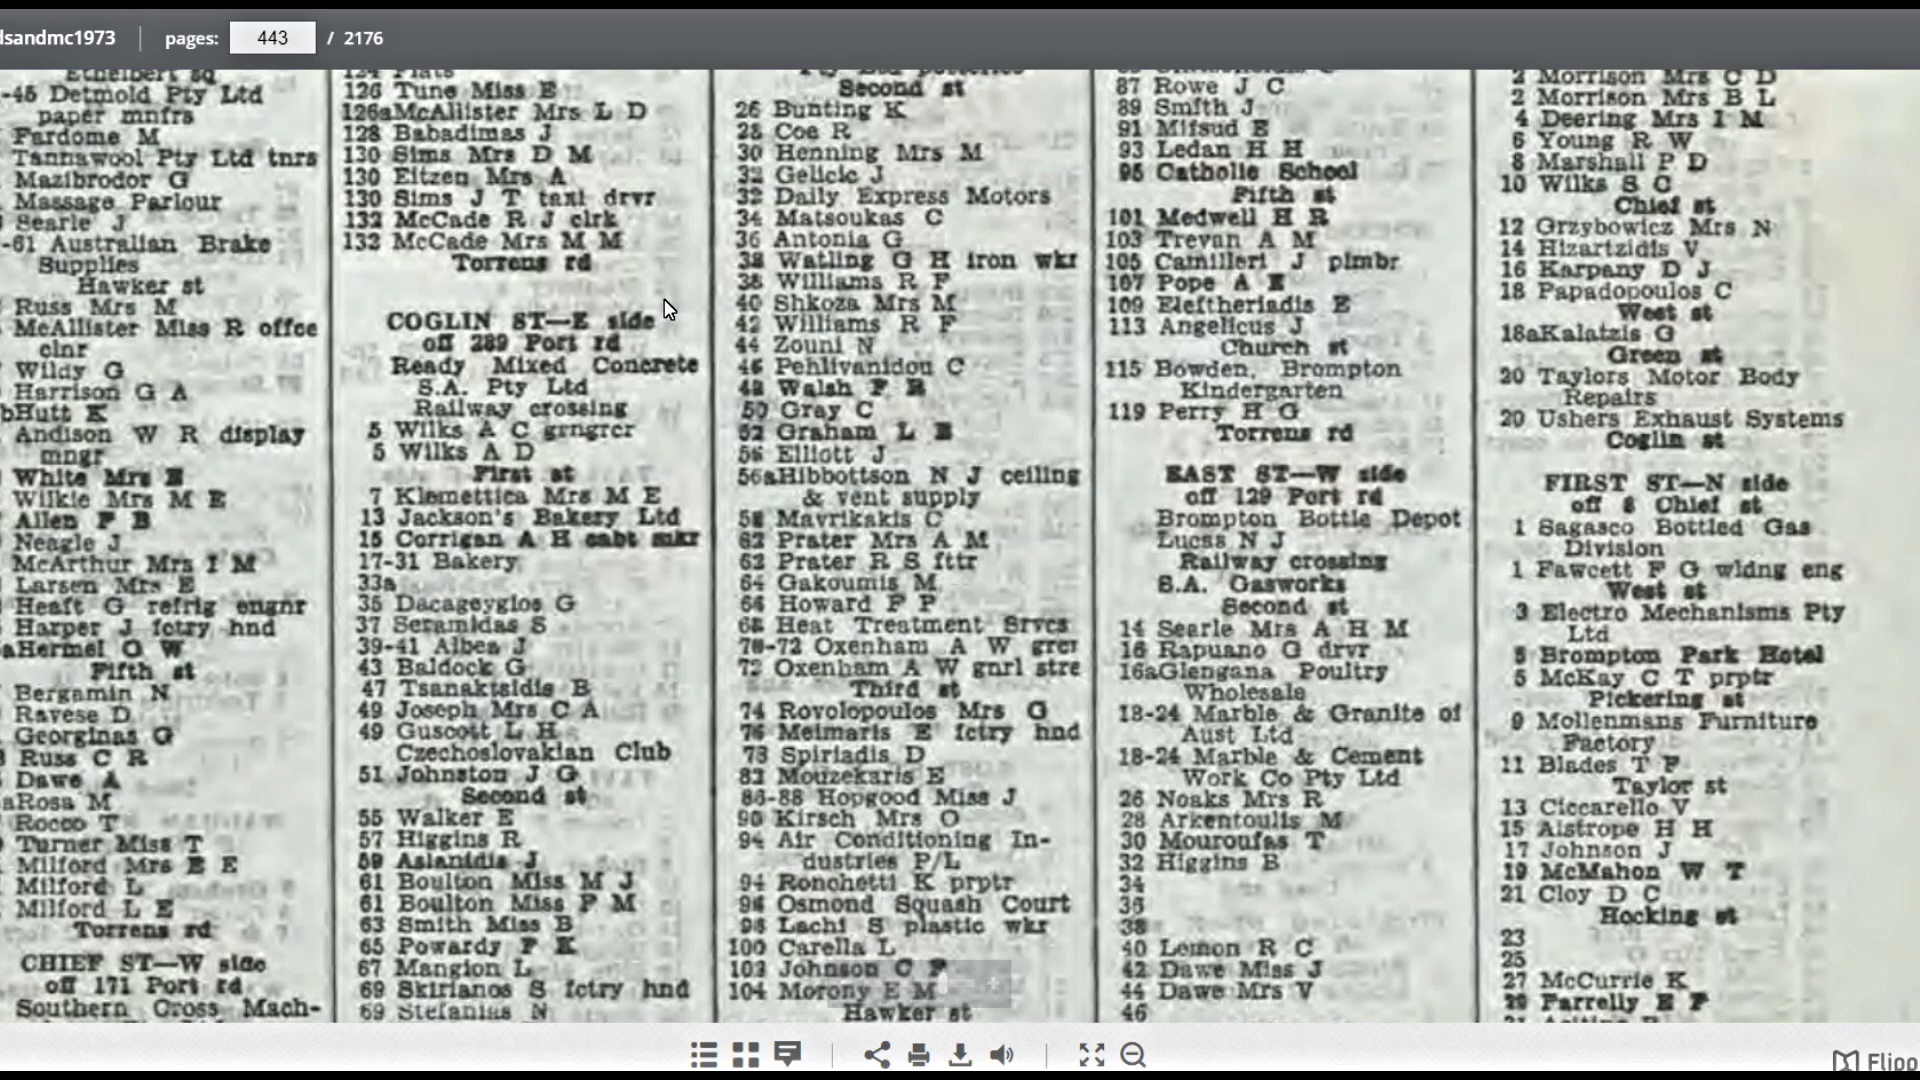 dsandmc1973
pages: 443 / 2176
Ethelbert sq
-45 Detmold Pty Ltd
paper mnfrs
Fardome M
Tannawool Pty Ltd tnrs
Mazibrodor G
Massage Parlour
Searle J
-61 Australian Brake
Supplies
Hawker st
Russ Mrs M
McAllister Miss R offce
clnr
Wildy G
Harrison G A
bHutt K
Andison W R display
mngr
White Mrs E
Wilkie Mrs M E
Allen F B
Neagle J
McArthur Mrs I M
Larsen Mrs E
Heaft G refrig engnr
Harper J fctry hnd
aHermel O W
Fifth st
Bergamin N
Ravese D
Georginas G
Russ C R
Dawe A
aRosa M
Rocco T
Turner Miss T
Milford Mrs E E
Milford L
Milford L E
Torrens rd
CHIEF ST—W side
off 171 Port rd
Southern Cross Mach-
124 Flats
126 Tune Miss E
126aMcAllister Mrs L D
128 Babadimas J
130 Sims Mrs D M
130 Eitzen Mrs A
130 Sims J T taxi drvr
132 McCade R J clrk
132 McCade Mrs M M
Torrens rd
COGLIN ST—E side
off 289 Port rd
Ready Mixed Concrete
S.A. Pty Ltd
Railway crossing
5 Wilks A C grngrcr
5 Wilks A D
First st
7 Klemettica Mrs M E
13 Jackson's Bakery Ltd
15 Corrigan A H cabt mkr
17-31 Bakery
33a
35 Dacageygios G
37 Seramidas S
39-41 Albea J
43 Baldock G
47 Tsanaktsidis B
49 Joseph Mrs C A
49 Guscott L H
Czechoslovakian Club
51 Johnston J G
Second st
55 Walker E
57 Higgins R
59 Aslanidis J
61 Boulton Miss M J
61 Boulton Miss F M
63 Smith Miss B
65 Powardy F K
67 Mangion L
69 Skirianos S fctry hnd
69 Stefanias N
Second st
26 Bunting K
28 Coe R
30 Henning Mrs M
32 Gelicic J
32 Daily Express Motors
34 Matsoukas C
36 Antonia G
38 Watling G H iron wkr
38 Williams R F
40 Shkoza Mrs M
42 Williams R F
44 Zouni N
46 Pehlivanidou C
48 Walsh F R
50 Gray C
52 Graham L E
56 Elliott J
56aHibbottson N J ceiling
& vent supply
58 Mavrikakis C
62 Prater Mrs A M
62 Prater R S fttr
64 Gakoumis M
66 Howard P P
68 Heat Treatment Srvcs
70-72 Oxenham A W grcr
72 Oxenham A W gnrl stre
Third st
74 Rovolopoulos Mrs G
76 Meimaris E fctry hnd
78 Spiriadis D
82 Mouzekaris E
86-88 Hopgood Miss J
90 Kirsch Mrs O
94 Air Conditioning In-
dustries P/L
94 Ronchetti K prptr
96 Osmond Squash Court
98 Lachi S plastic wkr
100 Carella L
102 Johnson C F
104 Morony E M
Hawker st
87 Rowe J C
89 Smith J
91 Mifsud E
93 Ledan H H
95 Catholic School
Fifth st
101 Medwell H R
103 Trevan A M
105 Camilleri J plmbr
107 Pope A E
109 Eleftheriadis E
113 Angelicus J
Church st
115 Bowden, Brompton
Kindergarten
119 Perry H G
Torrens rd
EAST ST—W side
off 129 Port rd
Brompton Bottle Depot
Lucas N J
Railway crossing
S.A. Gasworks
Second st
14 Searle Mrs A H M
16 Rapuano G drvr
16aGlengana Poultry
Wholesale
18-24 Marble & Granite of
Aust Ltd
18-24 Marble & Cement
Work Co Pty Ltd
26 Noaks Mrs R
28 Arkentoulis M
30 Mouroufas T
32 Higgins B
34
36
38
40 Lemon R C
42 Dawe Miss J
44 Dawe Mrs V
46
2 Morrison Mrs C D
2 Morrison Mrs B L
4 Deering Mrs I M
6 Young R W
8 Marshall P D
10 Wilks S C
Chief st
12 Grzybowicz Mrs N
14 Hizartzidis V
16 Karpany D J
18 Papadopoulos C
West st
18aKalatzis G
Green st
20 Taylors Motor Body
Repairs
20 Ushers Exhaust Systems
Coglin st
FIRST ST—N side
off 8 Chief st
1 Sagasco Bottled Gas
Division
1 Fawcett F G wldng eng
West st
3 Electro Mechanisms Pty
Ltd
5 Brompton Park Hotel
5 McKay C T prptr
Pickering st
9 Mollenmans Furniture
Factory
11 Blades T F
Taylor st
13 Ciccarello V
15 Alstrope H H
17 Johnson J
19 McMahon W T
21 Cloy D C
Hocking st
23
25
27 McCurrie K
29 Farrelly E F
Flipp